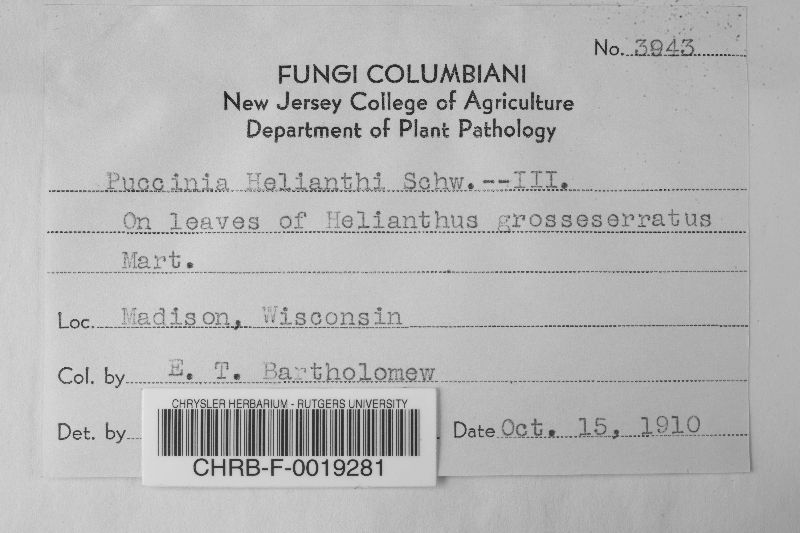 No. 3943
FUNGI COLUMBIANI
New Jersey College of Agriculture
Department of Plant Pathology
Puccinia Helianthi Schw.--III.
On leaves of Helianthus grosseserratus
Mart.
Loc. Madison, Wisconsin
Col. by E. T. Bartholomew
Det. by
Date Oct. 15, 1910
CHRYSLER HERBARIUM - RUTGERS UNIVERSITY
CHRB-F-0019281